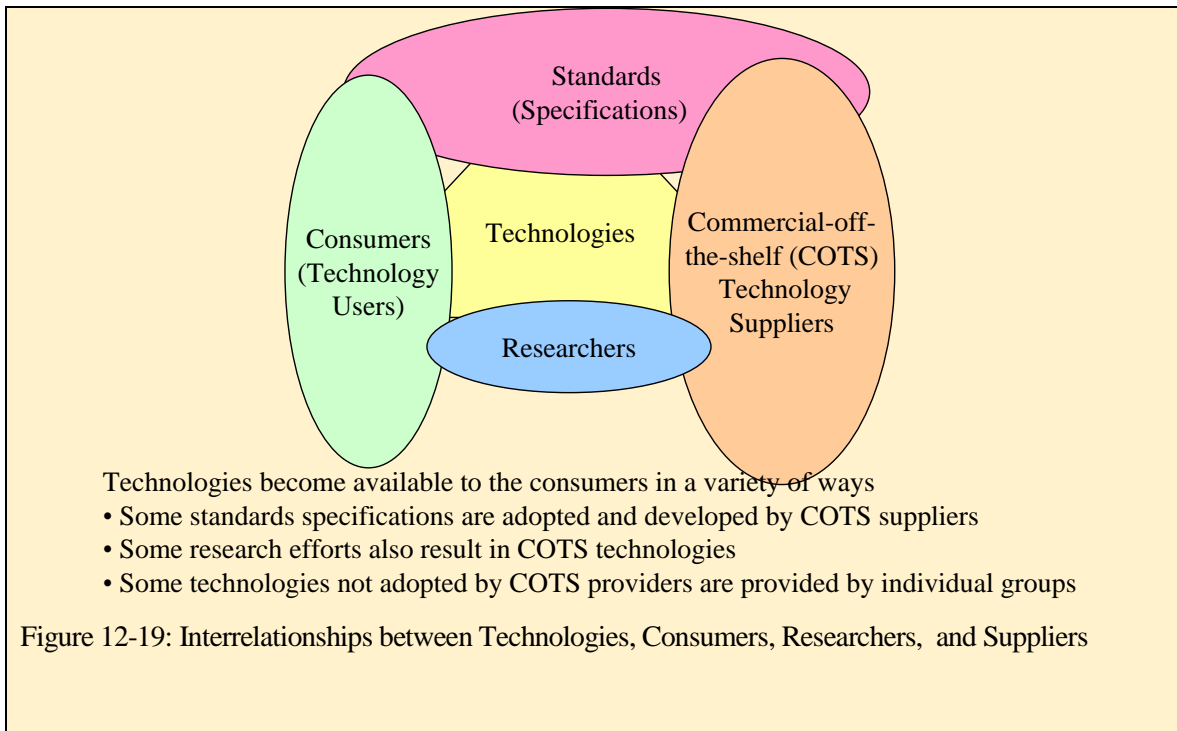 Standards
(Specifications)
Technologies
Consumers
(Technology
Users)
Commercial-off-
the-shelf (COTS)
Technology
Suppliers
Researchers
Technologies become available to the consumers in a variety of ways
• Some standards specifications are adopted and developed by COTS suppliers
• Some research efforts also result in COTS technologies
• Some technologies not adopted by COTS providers are provided by individual groups
Figure 12-19: Interrelationships between Technologies, Consumers, Researchers, and Suppliers